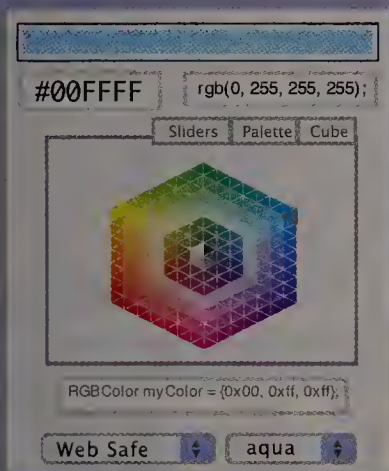 #00FFFF
rgb(0, 255, 255, 255);
Sliders Palette Cube
RGBColor myColor = {0x00, 0xff, 0xff};
Web Safe aqua